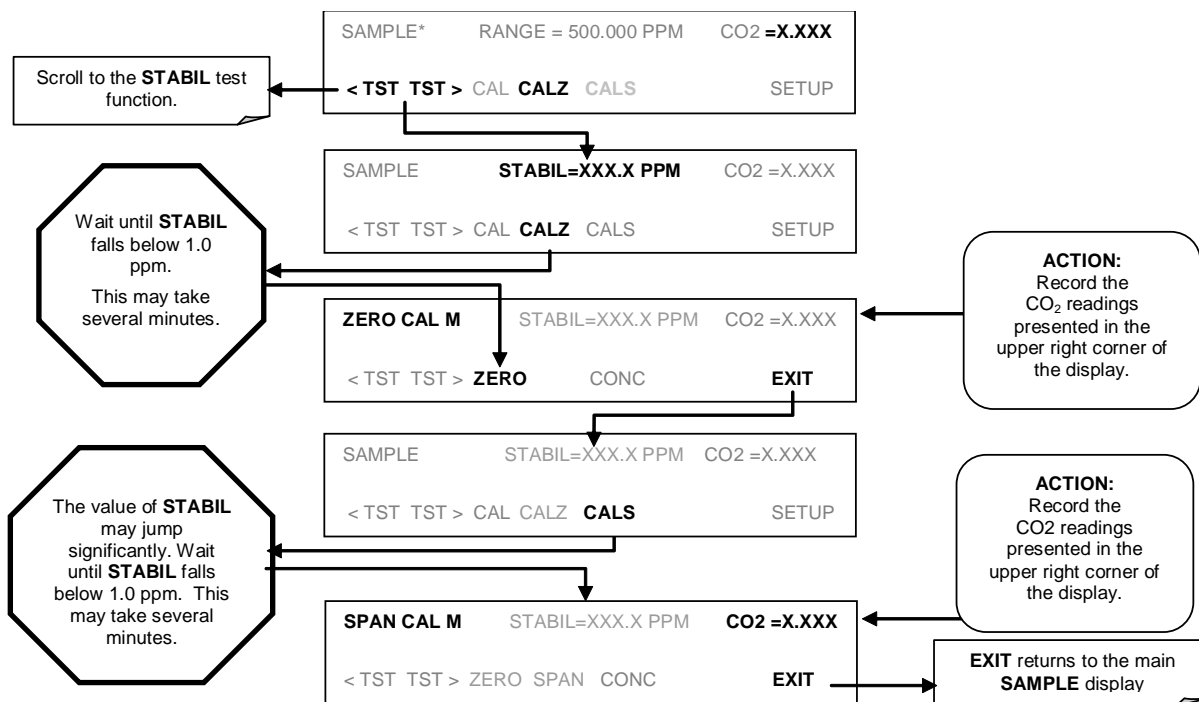 SAMPLE* RANGE = 500.000 PPM CO2 =X.XXX
< TST TST > CAL CALZ CALS SETUP
Scroll to the STABIL test
function.
SAMPLE STABIL=XXX.X PPM CO2 =X.XXX
< TST TST > CAL CALZ CALS SETUP
Wait until STABIL
falls below 1.0
ppm.
This may take
several minutes.
ZERO CAL M STABIL=XXX.X PPM CO2 =X.XXX
< TST TST > ZERO CONC EXIT
ACTION:
Record the
CO2 readings
presented in the
upper right corner of
the display.
SAMPLE STABIL=XXX.X PPM CO2 =X.XXX
< TST TST > CAL CALZ CALS SETUP
The value of STABIL
may jump
significantly. Wait
until STABIL falls
below 1.0 ppm. This
may take several
minutes.
SPAN CAL M STABIL=XXX.X PPM CO2 =X.XXX
< TST TST > ZERO SPAN CONC EXIT
ACTION:
Record the
CO2 readings
presented in the
upper right corner of
the display.
EXIT returns to the main
SAMPLE display